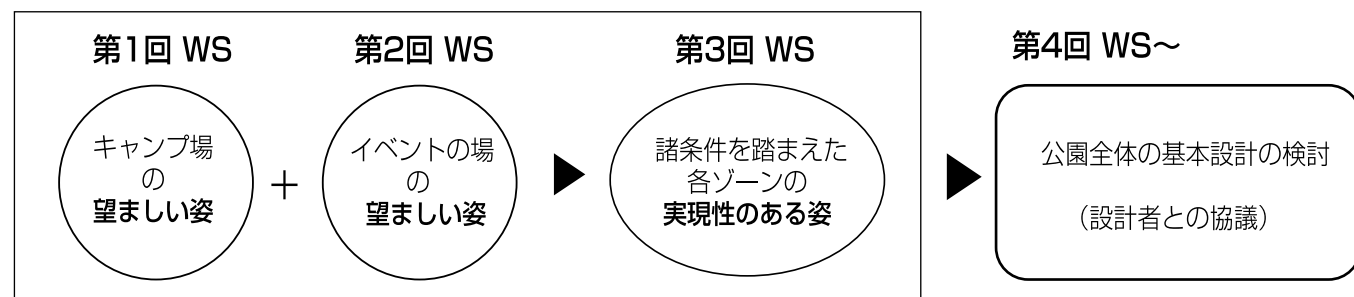 第1回 WS
キャンプ場
の
望ましい姿
+
第2回 WS
イベントの場
の
望ましい姿
第3回 WS
諸条件を踏まえた
各ゾーンの
実現性のある姿
第4回 WS～
公園全体の基本設計の検討
（設計者との協議）